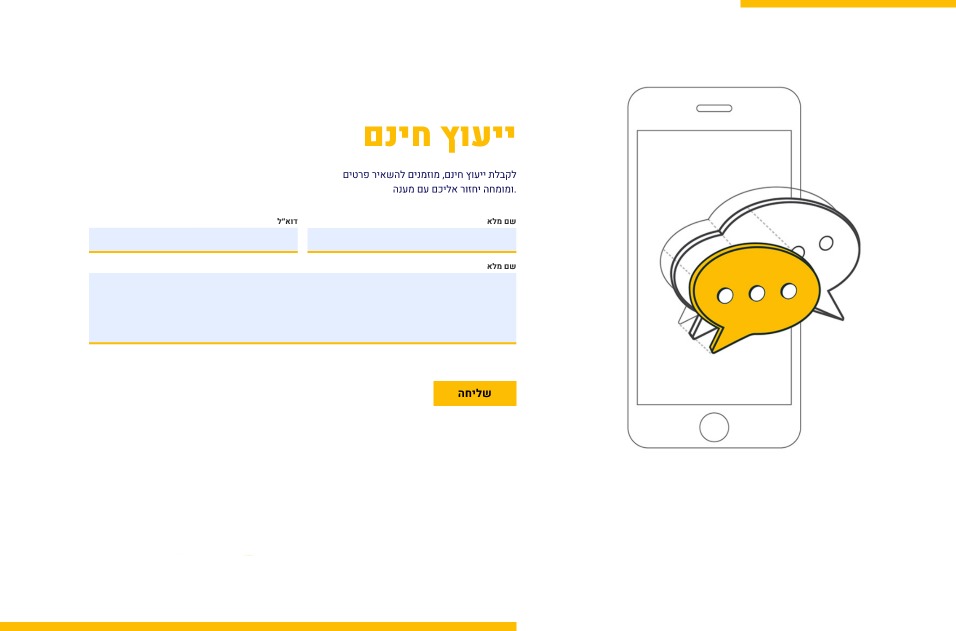 ייעוץ חינם
לקבלת ייעוץ חינם, מוזמנים להשאיר פרטים
ומומחה יחזור אליכם עם מענה.
שם מלא
דוא״ל
שם מלא
שליחה